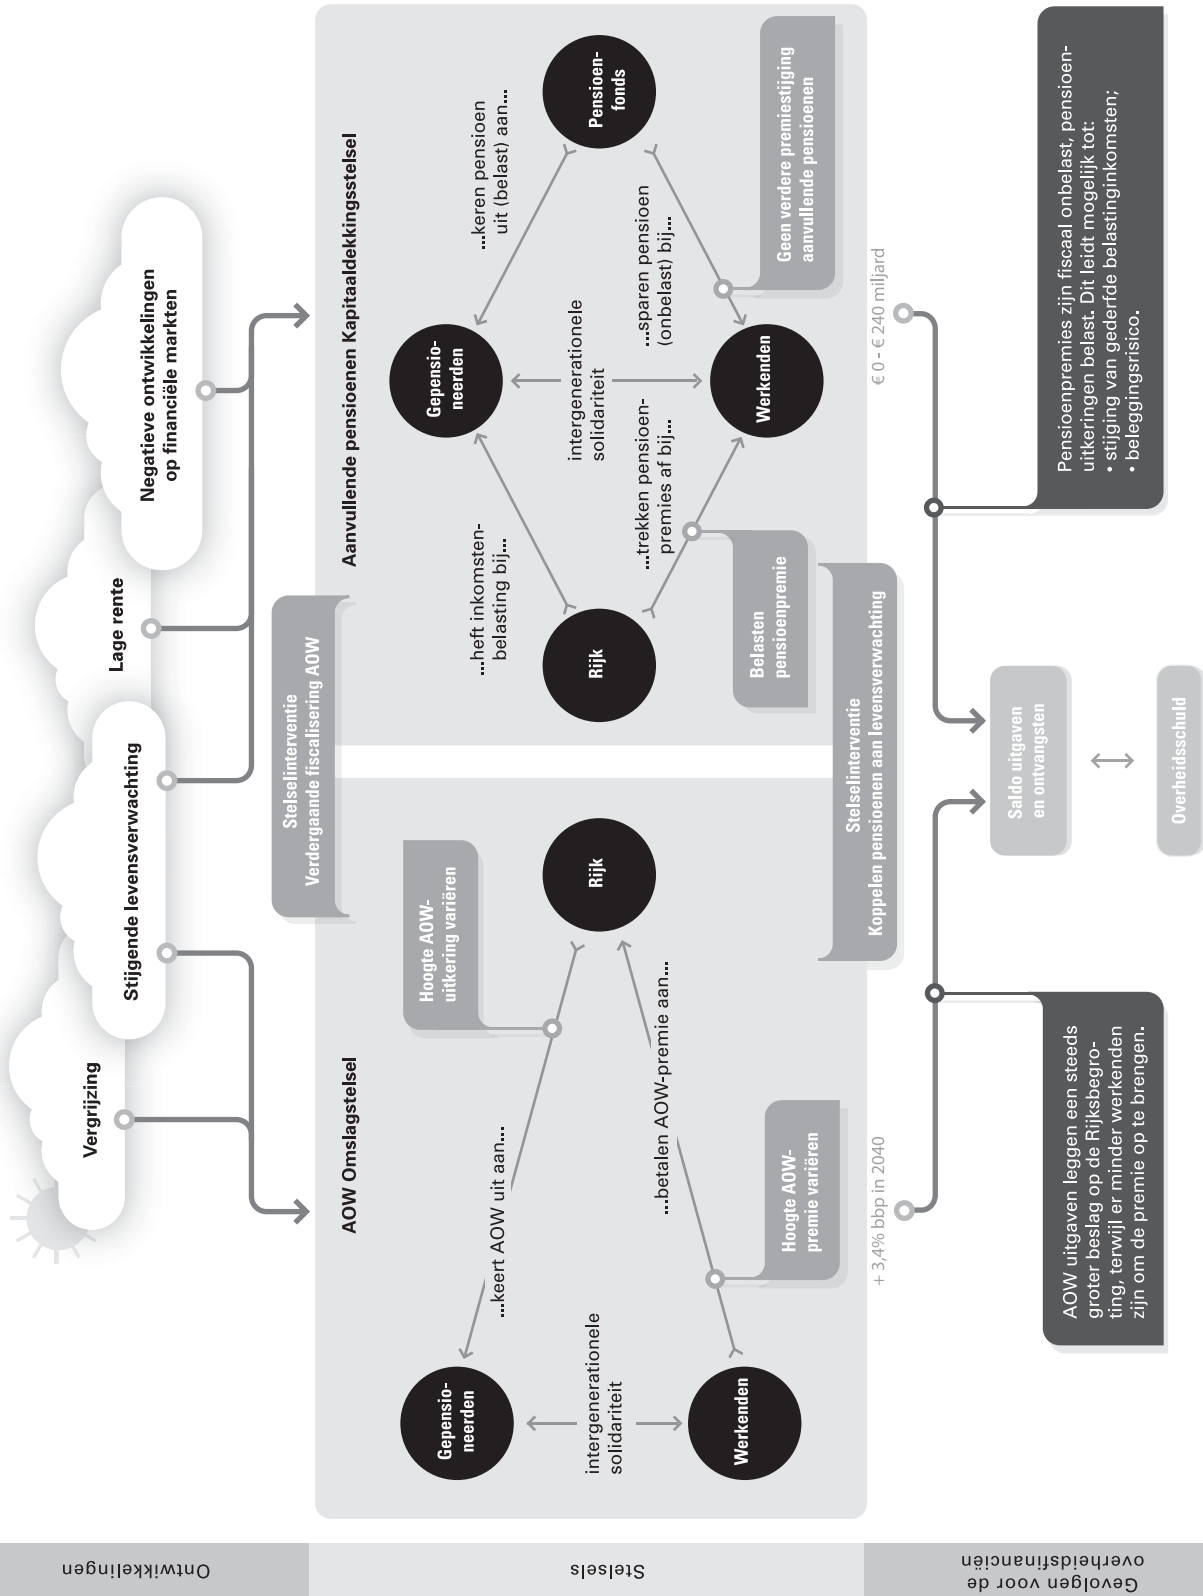 Ontwikkelingen
Vergrijzing
Stijgende levensverwachting
Lage rente
Negatieve ontwikkelingen
op financiële markten
Stelsels
Stelselinterventie
Verdergaande fiscalisering AOW
AOW Omslagstelsel
Gepensio-
neerden
...keert AOW uit aan...
Hoogte AOW-
uitkering variëren
Rijk
intergenerationele
solidariteit
...betalen AOW-premie aan...
Werkenden
Hoogte AOW-
premie variëren
Aanvullende pensioenen Kapitaaldekkingsstelsel
...heft inkomsten-
belasting bij...
Gepensio-
neerden
...keren pensioen
uit (belast) aan...
Rijk
intergenerationele
solidariteit
Pensioen-
fonds
...trekken pensioen-
premies af bij...
...sparen pensioen
(onbelast) bij...
Werkenden
Belasten
pensioenpremie
Geen verdere premiestijging
aanvullende pensioenen
Stelselinterventie
Koppelen pensioenen aan levensverwachting
Gevolgen voor de
overheidsfinanciën
+ 3,4% bbp in 2040
€ 0 - € 240 miljard
AOW uitgaven leggen een steeds
groter beslag op de Rijksbegro-
ting, terwijl er minder werkenden
zijn om de premie op te brengen.
Saldo uitgaven
en ontvangsten
Overheidsschuld
Pensioenpremies zijn fiscaal onbelast, pensioen-
uitkeringen belast. Dit leidt mogelijk tot:
• stijging van gederfde belastinginkomsten;
• beleggingsrisico.